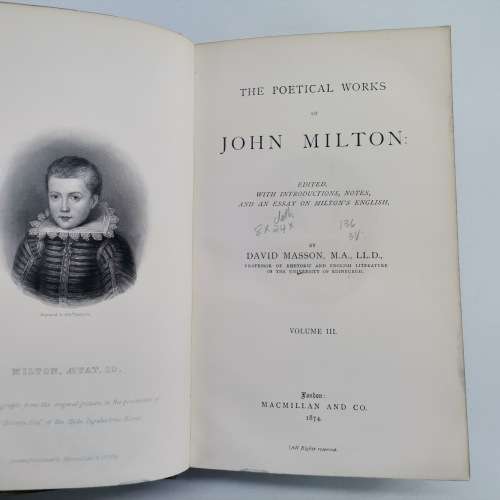 MILTON, ÆTAT. 10.
THE POETICAL WORKS
OF
JOHN MILTON:
EDITED,
WITH INTRODUCTIONS, NOTES,
AND AN ESSAY ON MILTON'S ENGLISH,
136
BY
DAVID MASSON, M.A., LL.D.,
PROFESSOR OF RHETORIC AND ENGLISH LITERATURE
IN THE UNIVERSITY OF EDINBURGH.
VOLUME III.
London:
MACMILLAN AND CO.
1874.
[All Rights reserved.